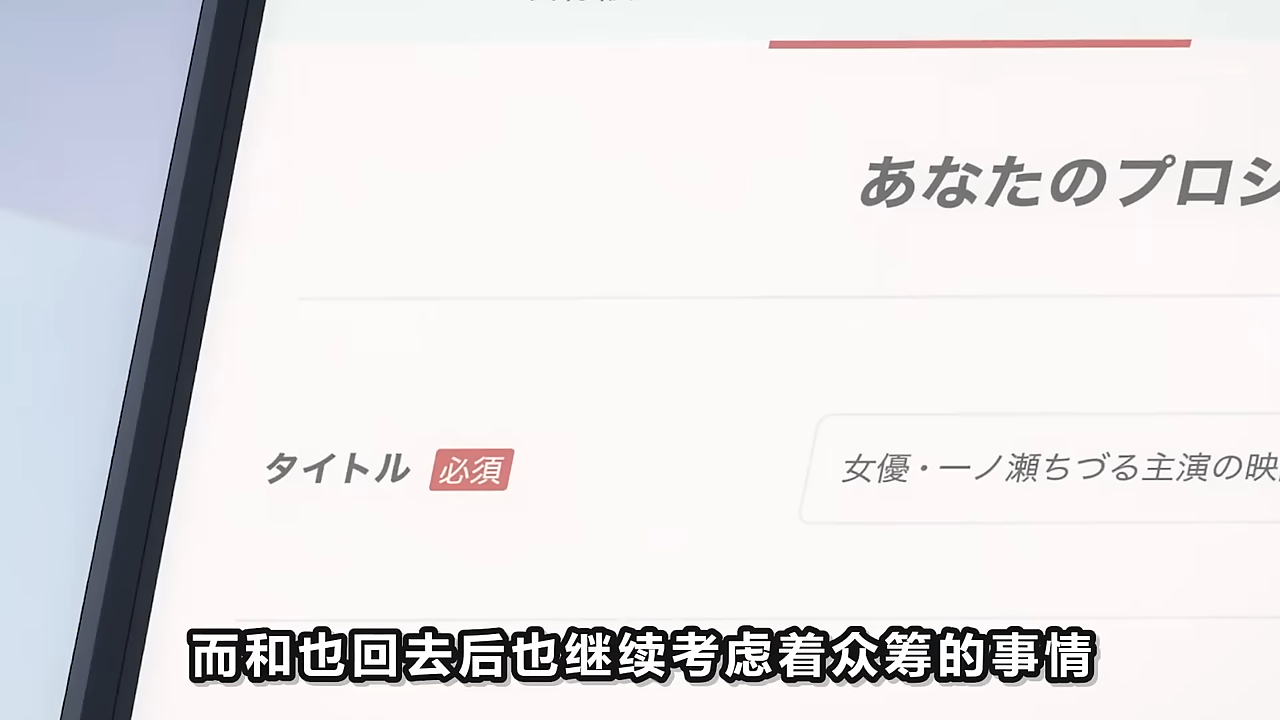 あなたのプロジ
タイトル 必須 女優・一ノ瀬ちづる主演の映
而和也回去后也继续考虑着众筹的事情